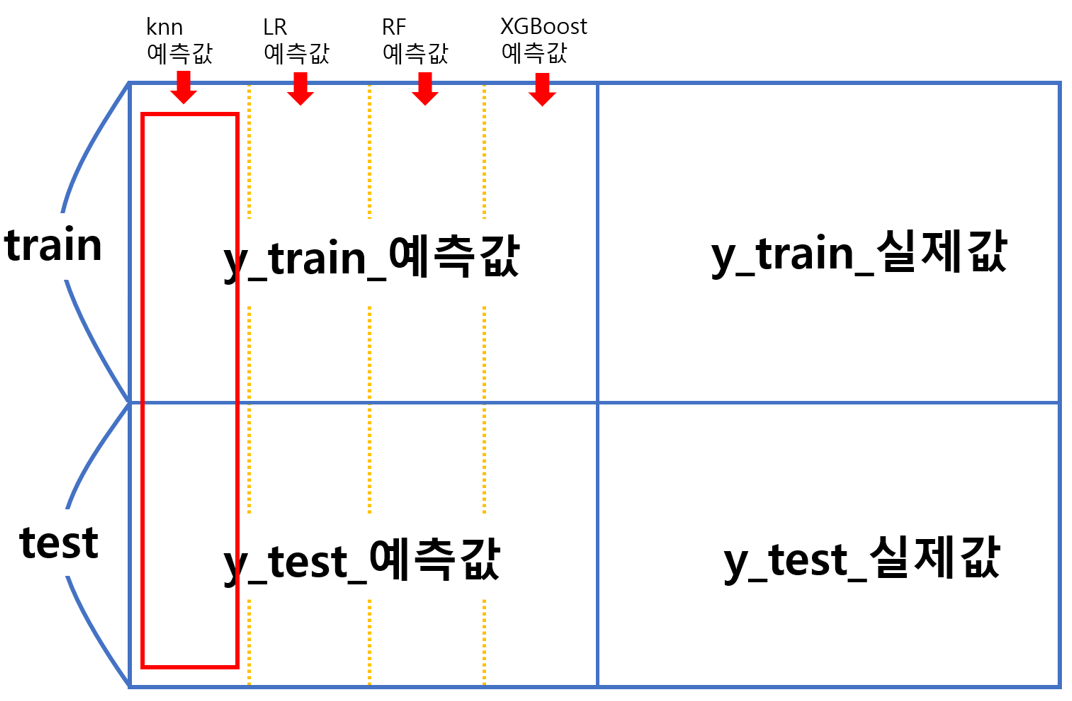 knn
예측값
LR
예측값
RF
예측값
XGBoost
예측값
train
y_train_예측값
y_train_실제값
test
y_test_예측값
y_test_실제값